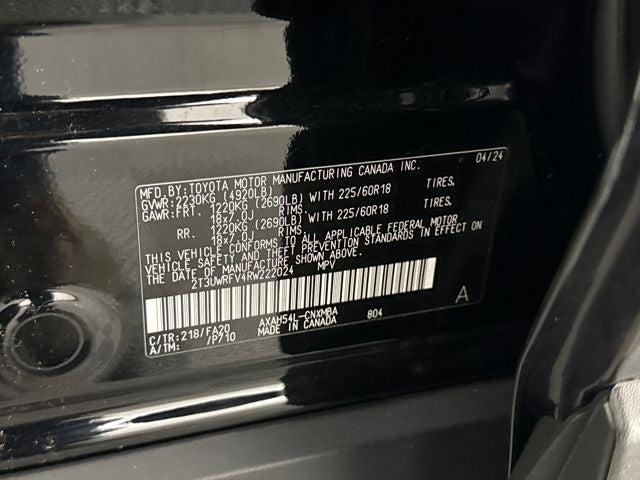 MFD.BY:TOYOTA MOTOR MANUFACTURING CANADA INC. 04/24
GVWR:2230KG (4920LB)
GAWR:FRT. 1220KG (2690LB) WITH 225/60R18 TIRES.
18x7.0J RIMS.
RR. 1220KG (2690LB) WITH 225/60R18 TIRES.
18x7.0J RIMS.
THIS VEHICLE CONFORMS TO ALL APPLICABLE FEDERAL MOTOR
VEHICLE SAFETY AND THEFT PREVENTION STANDARDS IN EFFECT ON
THE DATE OF MANUFACTURE SHOWN ABOVE.
2T3UWRFV4RW222024 MPV
A
C/TR:218/FA20 AXAH54L-CNXMBA 804
A/TM: /P710 MADE IN CANADA